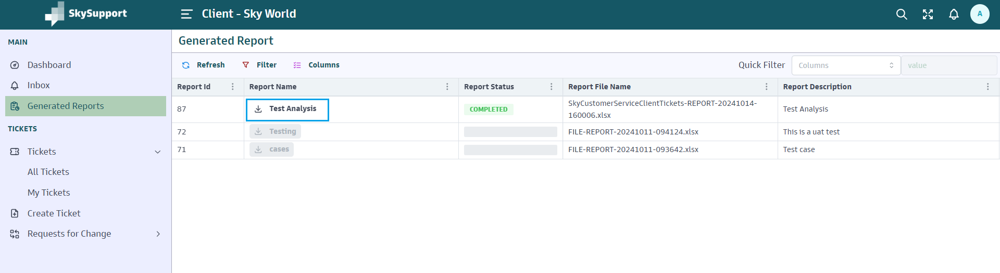 SkySupport
Client - Sky World
A
MAIN
Dashboard
Inbox
Generated Reports
TICKETS
Tickets
All Tickets
My Tickets
Create Ticket
Requests for Change
Generated Report
Refresh Filter Columns Quick Filter Columns value
Report Id Report Name Report Status Report File Name Report Description
87 Test Analysis COMPLETED SkyCustomerServiceClientTickets-REPORT-20241014-
160006.xlsx Test Analysis
72 Testing FILE-REPORT-20241011-094124.xlsx This is a uat test
71 cases FILE-REPORT-20241011-093642.xlsx Test case